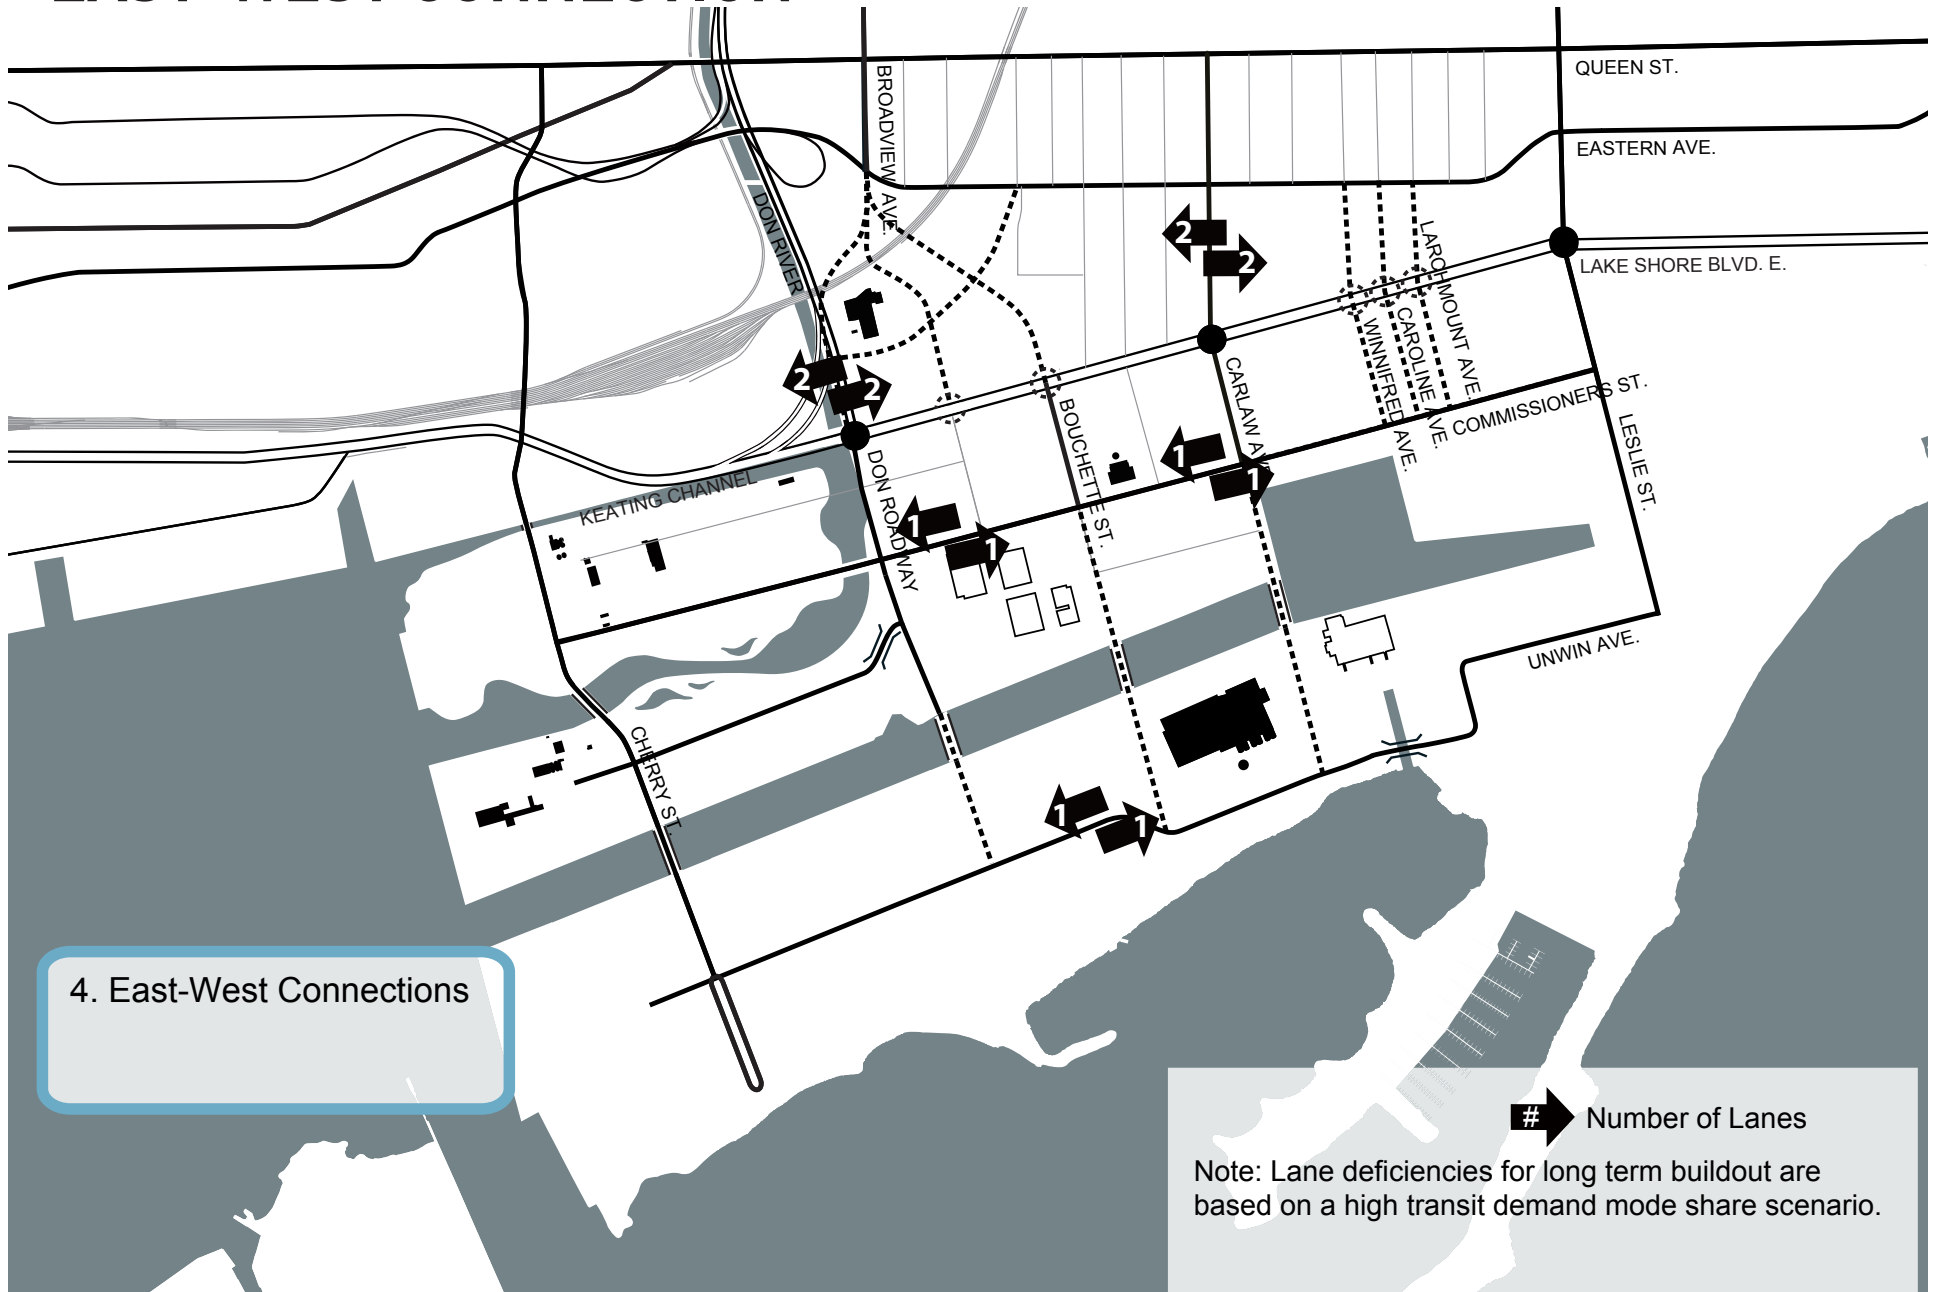 QUEEN ST.
BROADVIEW AVE.
EASTERN AVE.
DON RIVER
LARCHMOUNT AVE.
LAKE SHORE BLVD. E.
2
2
WINNIFRED AVE.
CAROLINE AVE.
2
2
CARLAW AVE.
COMMISSIONERS ST.
LESLIE ST.
BOUCHETTE ST.
DON ROADWAY
KEATING CHANNEL
1
1
1
1
UNWIN AVE.
CHERRY ST.
1
1
4. East-West Connections
# Number of Lanes
Note: Lane deficiencies for long term buildout are
based on a high transit demand mode share scenario.